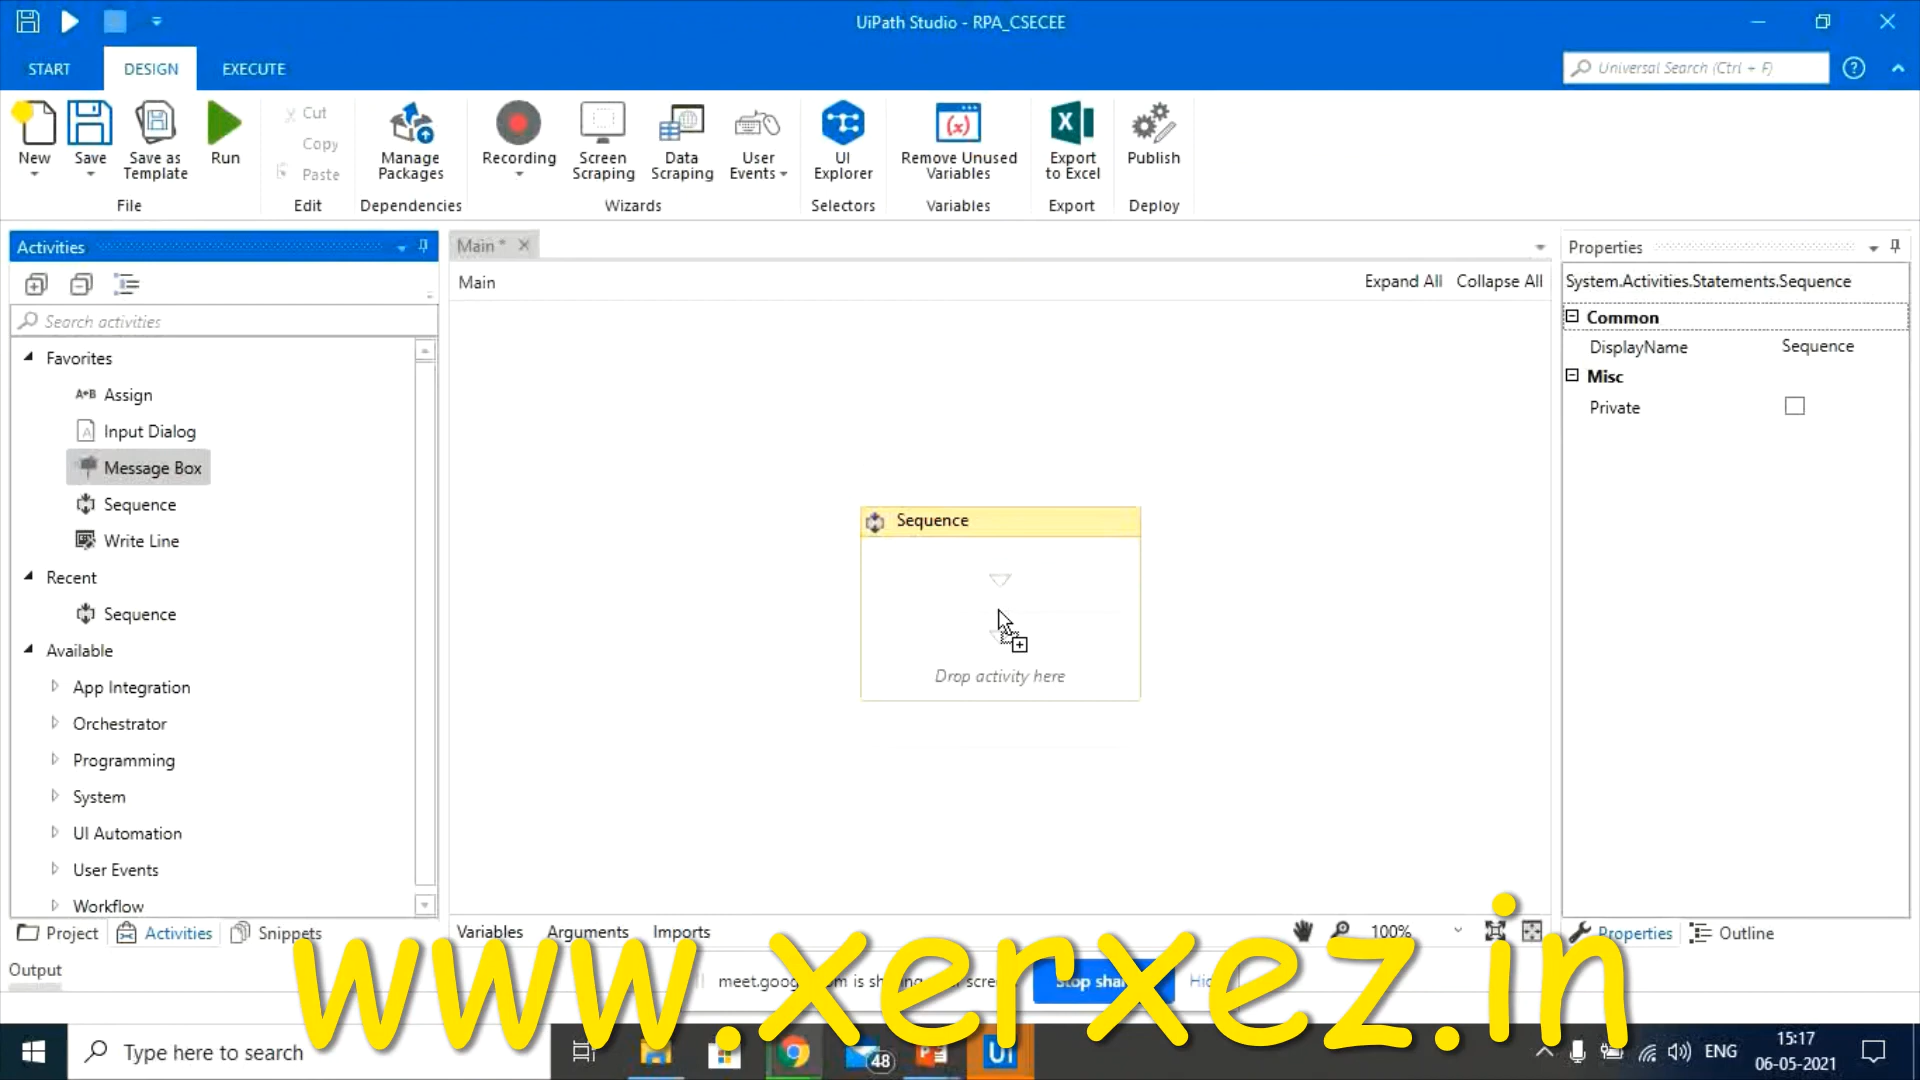 UiPath Studio - RPA_CSECEE
START
DESIGN
EXECUTE
Universal Search (Ctrl + F)
New
Save
Save as Template
Run
Cut
Copy
Paste
Manage Packages
Recording
Screen Scraping
Data Scraping
User Events
UI Explorer
Remove Unused Variables
Export to Excel
Publish
File
Edit
Dependencies
Wizards
Selectors
Variables
Export
Deploy
Activities
Search activities
Favorites
Assign
Input Dialog
Message Box
Sequence
Write Line
Recent
Sequence
Available
App Integration
Orchestrator
Programming
System
UI Automation
User Events
Workflow
Project
Activities
Snippets
Output
Main *
Main
Expand All
Collapse All
Sequence
Drop activity here
Variables
Arguments
Imports
100%
Properties
System.Activities.Statements.Sequence
Common
DisplayName
Sequence
Misc
Private
Properties
Outline
www.xerxez.in
Type here to search
48
Ui
ENG
15:17
06-05-2021